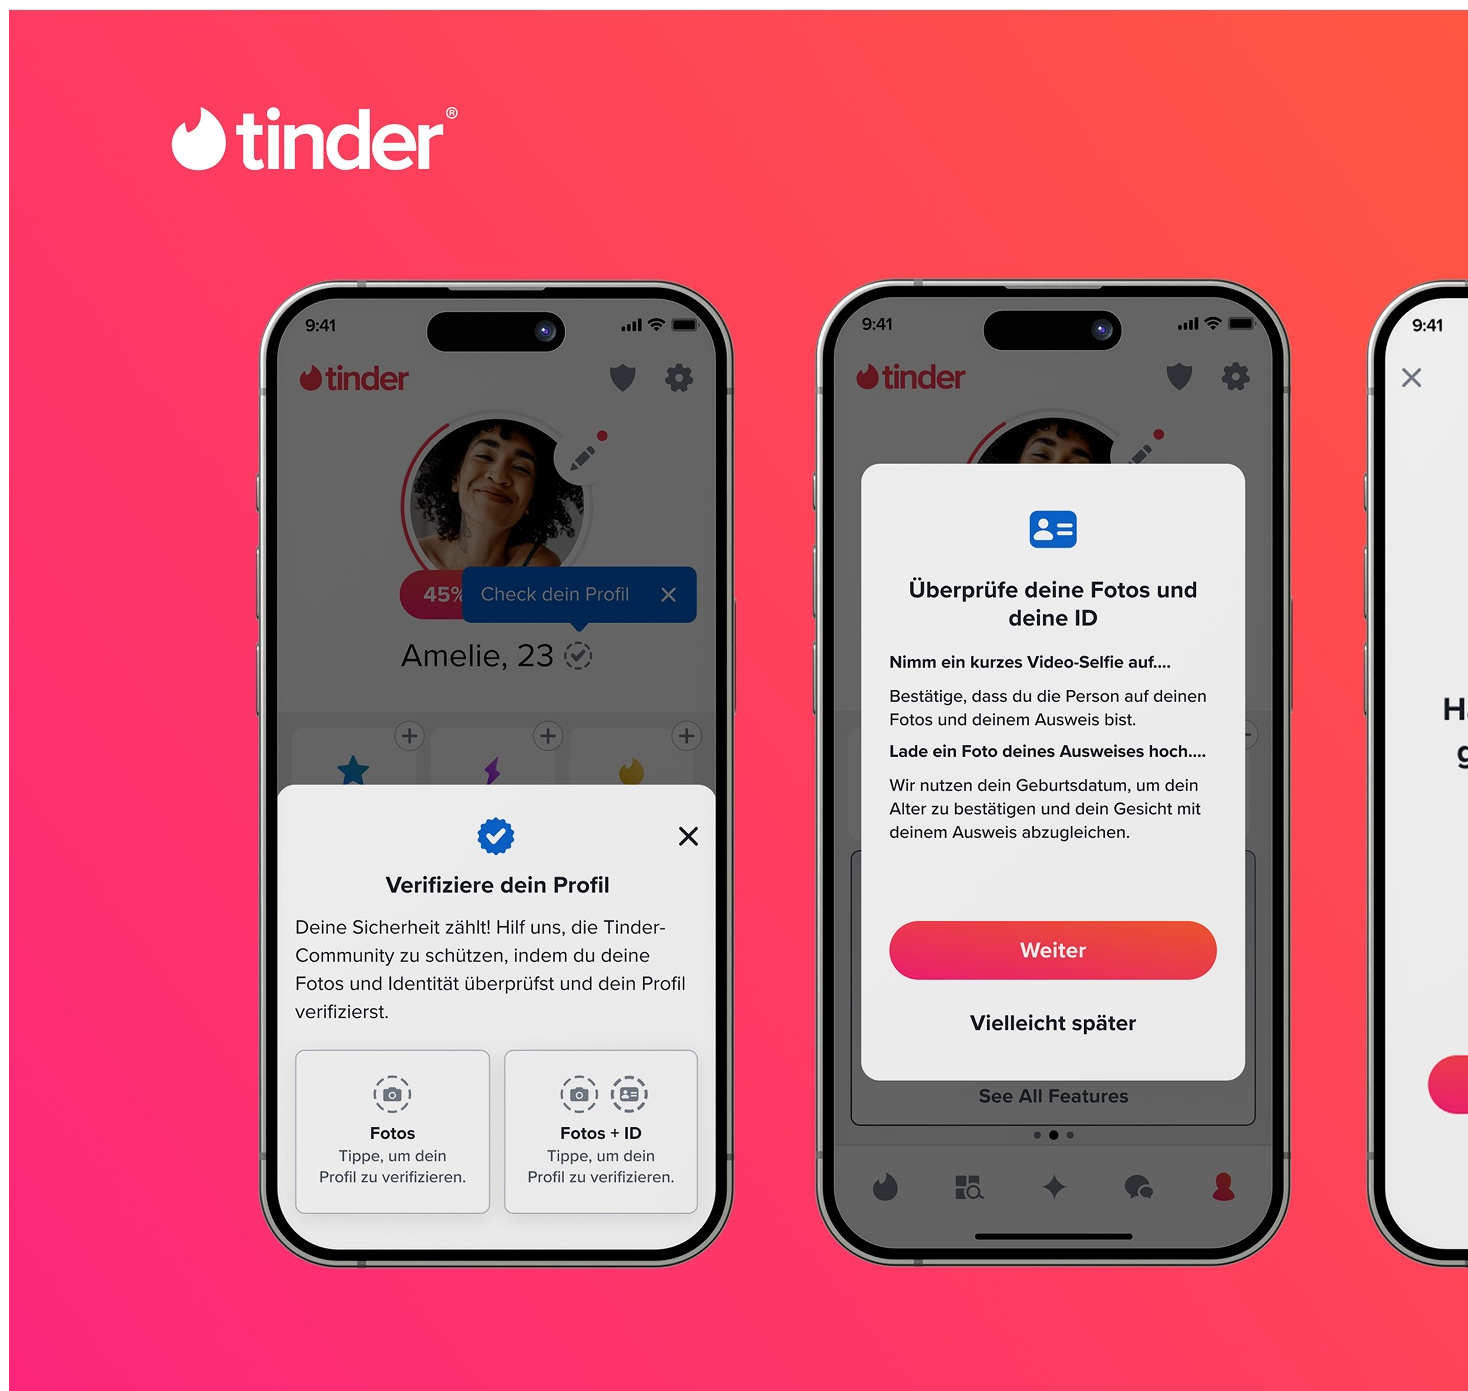 tinder®
9:41
tinder
45%
Check dein Profil
Amelie, 23
Verifiziere dein Profil
Deine Sicherheit zählt! Hilf uns, die Tinder-
Community zu schützen, indem du deine
Fotos und Identität überprüfst und dein Profil
verifizierst.
Fotos
Tippe, um dein
Profil zu verifizieren.
Fotos + ID
Tippe, um dein
Profil zu verifizieren.
9:41
tinder
Überprüfe deine Fotos und
deine ID
Nimm ein kurzes Video-Selfie auf....
Bestätige, dass du die Person auf deinen
Fotos und deinem Ausweis bist.
Lade ein Foto deines Ausweises hoch....
Wir nutzen dein Geburtsdatum, um dein
Alter zu bestätigen und dein Gesicht mit
deinem Ausweis abzugleichen.
Weiter
Vielleicht später
See All Features
9:41